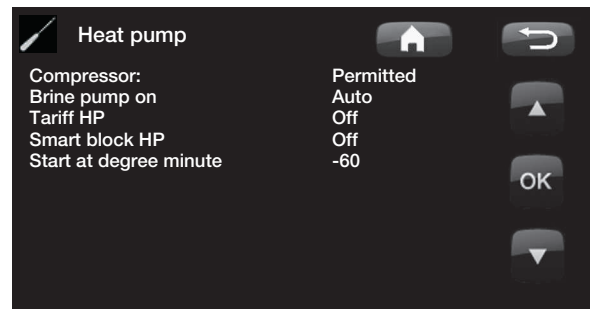 Heat pump
Compressor: Permitted
Brine pump on Auto
Tariff HP Off
Smart block HP Off
Start at degree minute -60
OK